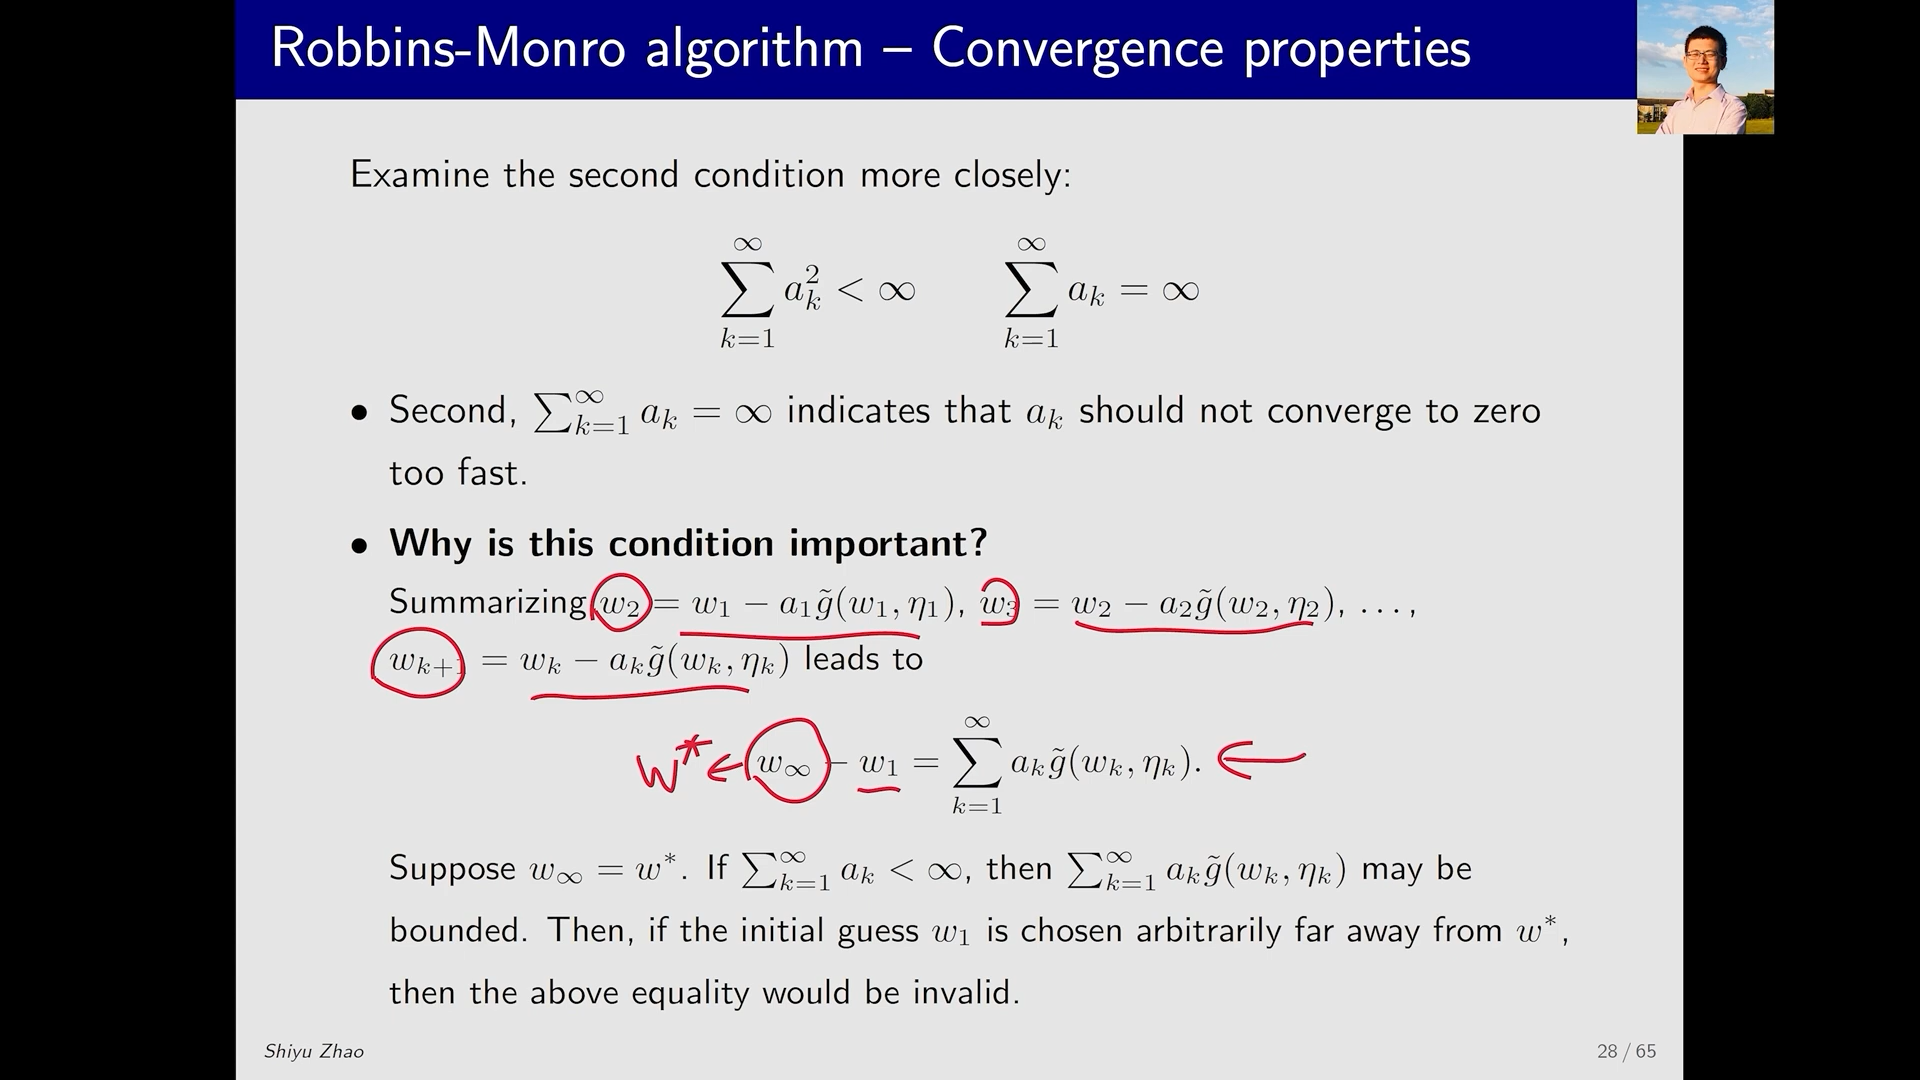 Robbins-Monro algorithm – Convergence properties
Examine the second condition more closely:
∑_{k=1}^{∞} a_k^2 < ∞   ∑_{k=1}^{∞} a_k = ∞
• Second, ∑_{k=1}^{∞} a_k = ∞ indicates that a_k should not converge to zero
too fast.
• Why is this condition important?
Summarizing w_2 = w_1 − a_1 g̃(w_1, η_1), w_3 = w_2 − a_2 g̃(w_2, η_2), ...,
w_{k+1} = w_k − a_k g̃(w_k, η_k) leads to
w* ← w_∞ − w_1 = ∑_{k=1}^{∞} a_k g̃(w_k, η_k). ←
Suppose w_∞ = w*. If ∑_{k=1}^{∞} a_k < ∞, then ∑_{k=1}^{∞} a_k g̃(w_k, η_k) may be
bounded. Then, if the initial guess w_1 is chosen arbitrarily far away from w*,
then the above equality would be invalid.
Shiyu Zhao
28 / 65